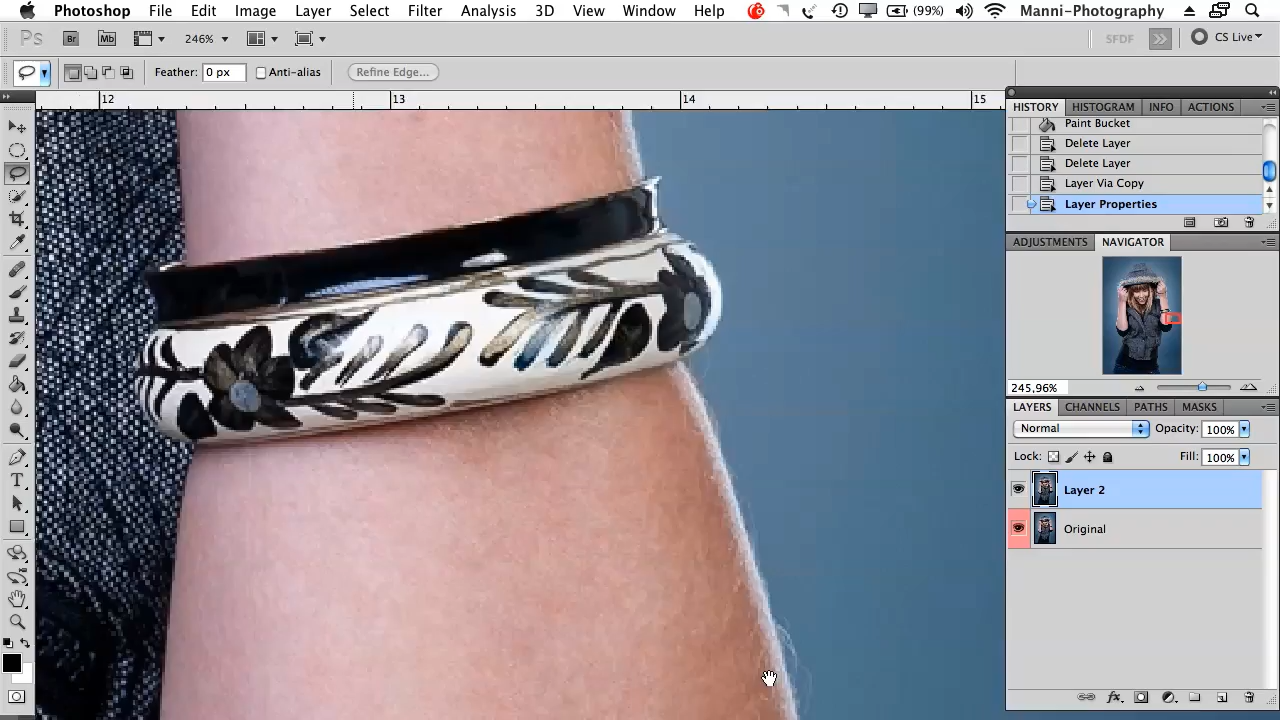 Photoshop File Edit Image Layer Select Filter Analysis 3D View Window Help (99%) Manni-Photography
Ps Br Mb 246% SFDF CS Live
Feather: 0 px Anti-alias Refine Edge...
12 13 14 15
HISTORY HISTOGRAM INFO ACTIONS
Paint Bucket
Delete Layer
Delete Layer
Layer Via Copy
Layer Properties
ADJUSTMENTS NAVIGATOR
245,96%
LAYERS CHANNELS PATHS MASKS
Normal Opacity: 100%
Lock: Fill: 100%
Layer 2
Original